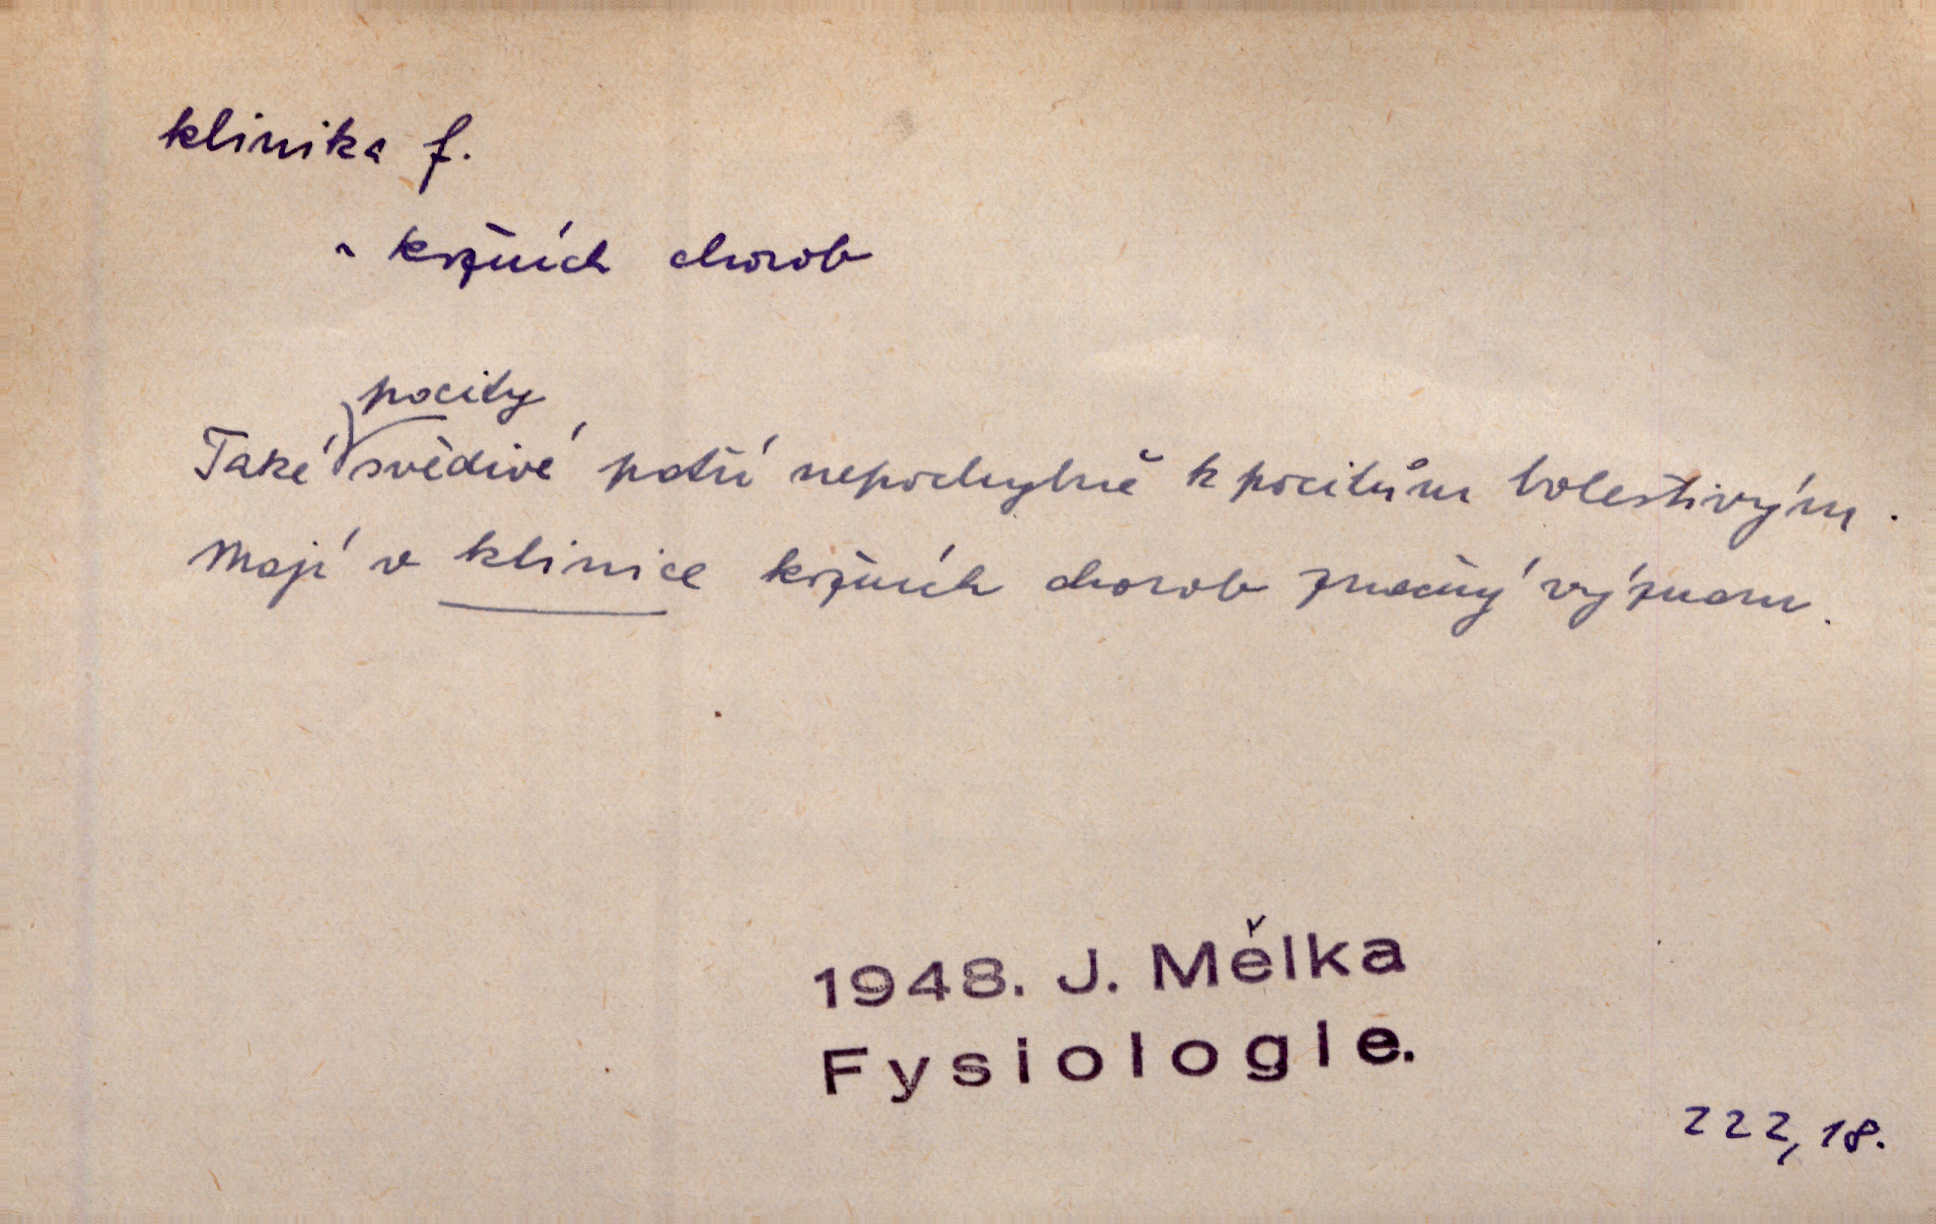 klinika f.
~ kožních chorob
Také pocity svědivé patří nepochybně k pocitům bolestivým.
Mají v klinice kožních chorob značný význam.
1948. J. Mělka
Fysiologie.
222, 18.